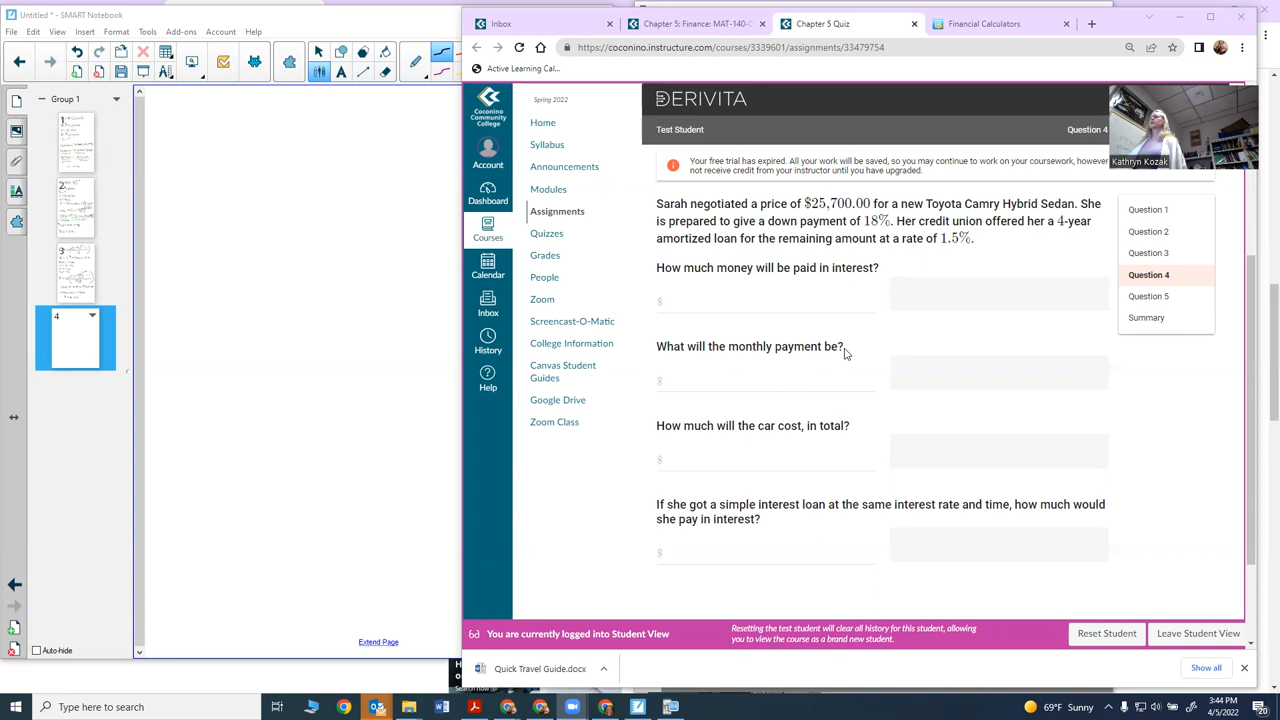 Untitled * - SMART Notebook
File Edit View Insert Format Tools Add-ons Account Help
Group 1
1
2
3
4
Auto-hide
Extend Page
Inbox
Chapter 5: Finance: MAT-140-
Chapter 5 Quiz
Financial Calculators
https://coconino.instructure.com/courses/3339601/assignments/33479754
Active Learning Cal...
Coconino
Community
College
Account
Dashboard
Courses
Calendar
Inbox
History
Help
Spring 2022
Home
Syllabus
Announcements
Modules
Assignments
Quizzes
Grades
People
Zoom
Screencast-O-Matic
College Information
Canvas Student
Guides
Google Drive
Zoom Class
DERIVITA
Test Student
Question 4
Kathryn Kozak
Your free trial has expired. All your work will be saved, so you may continue to work on your coursework, however
not receive credit from your instructor until you have upgraded.
Sarah negotiated a price of $25,700.00 for a new Toyota Camry Hybrid Sedan. She
is prepared to give a down payment of 18%. Her credit union offered her a 4-year
amortized loan for the remaining amount at a rate of 1.5%.
How much money will be paid in interest?
$
What will the monthly payment be?
$
How much will the car cost, in total?
$
If she got a simple interest loan at the same interest rate and time, how much would
she pay in interest?
$
Question 1
Question 2
Question 3
Question 4
Question 5
Summary
You are currently logged into Student View
Resetting the test student will clear all history for this student, allowing
you to view the course as a brand new student.
Reset Student
Leave Student View
Quick Travel Guide.docx
Show all
Search now
Type here to search
69°F Sunny
3:44 PM
4/5/2022
20